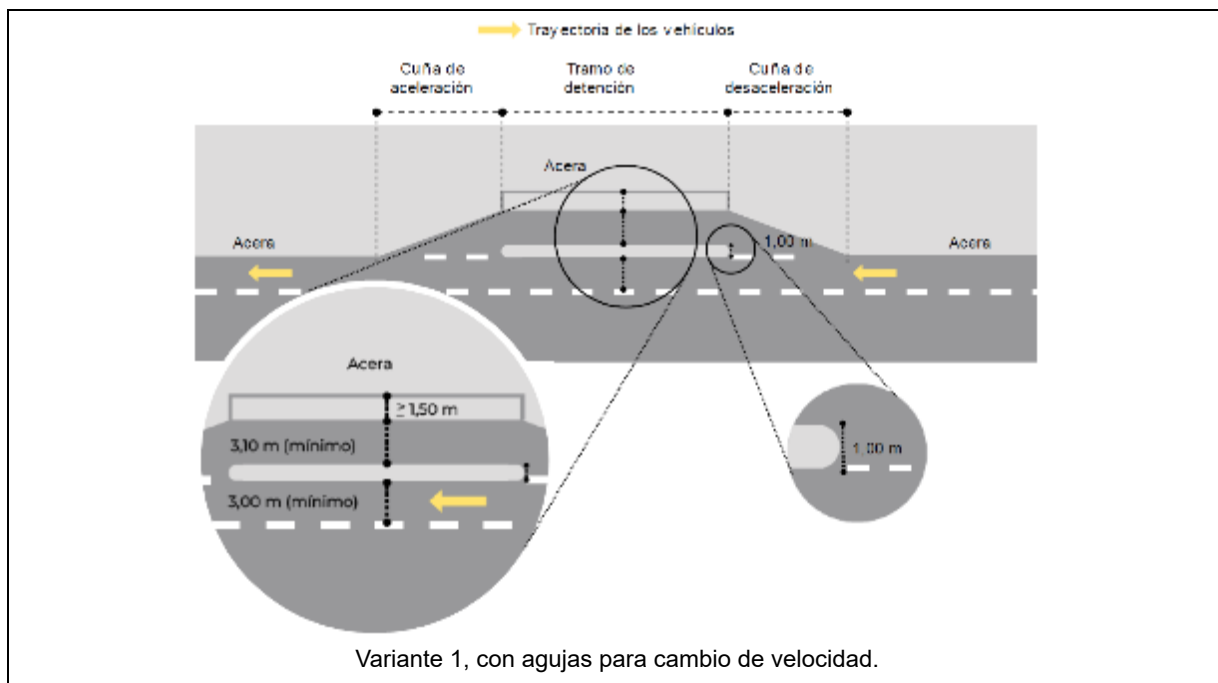 Trayectoria de los vehículos
Cuña de
aceleración
Tramo de
detención
Cuña de
desaceleración
Acera
Acera
1,00 m
Acera
Acera
≥ 1,50 m
3,10 m (mínimo)
3,00 m (mínimo)
1,00 m
Variante 1, con agujas para cambio de velocidad.